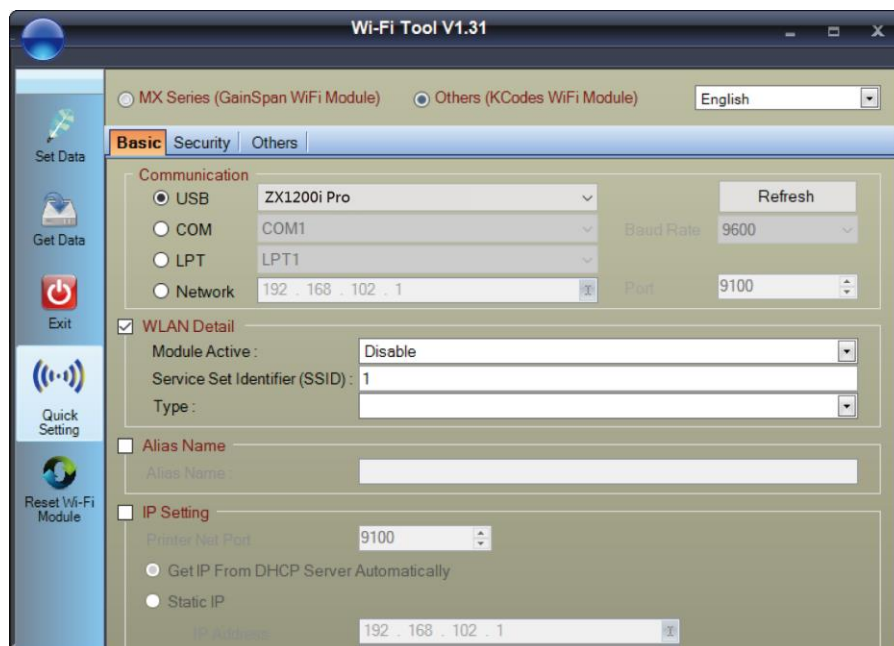 Wi-Fi Tool V1.31
MX Series (GainSpan WiFi Module) Others (KCodes WiFi Module) English
Basic Security Others
Set Data
Get Data
Exit
Quick
Setting
Reset Wi-Fi
Module
Communication
USB ZX1200i Pro Refresh
COM COM1 Baud Rate 9600
LPT LPT1
Network 192 . 168 . 102 . 1 Port 9100
WLAN Detail
Module Active : Disable
Service Set Identifier (SSID) : 1
Type :
Alias Name
Alias Name :
IP Setting
Printer Net Port 9100
Get IP From DHCP Server Automatically
Static IP
IP Address 192 . 168 . 102 . 1